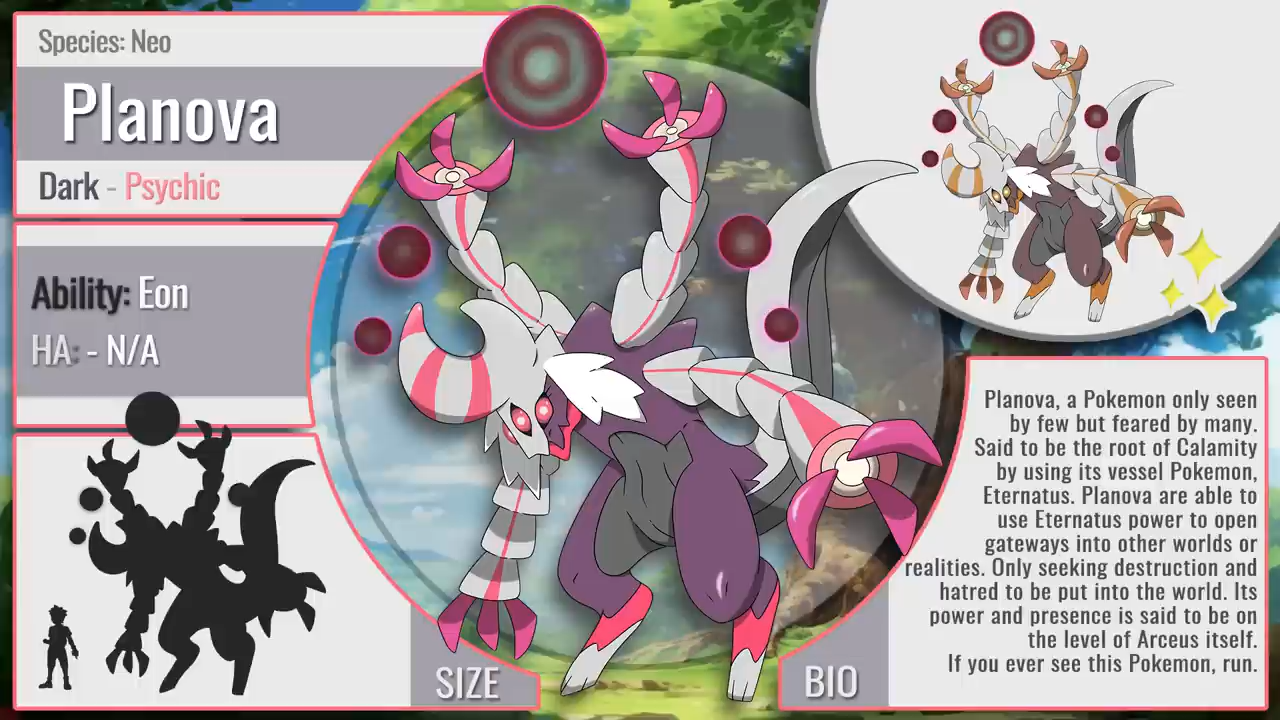 Species: Neo
Planova
Dark - Psychic
Ability: Eon
HA: - N/A
SIZE
BIO
Planova, a Pokemon only seen
by few but feared by many.
Said to be the root of Calamity
by using its vessel Pokemon,
Eternatus. Planova are able to
use Eternatus power to open
gateways into other worlds or
realities. Only seeking destruction and
hatred to be put into the world. Its
power and presence is said to be on
the level of Arceus itself.
If you ever see this Pokemon, run.